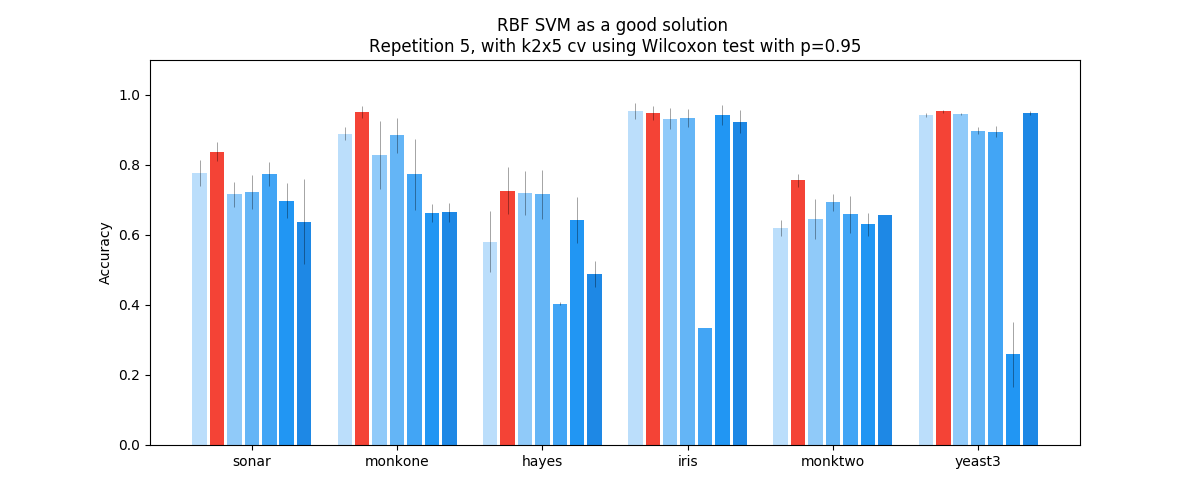 RBF SVM as a good solution
Repetition 5, with k2x5 cv using Wilcoxon test with p=0.95
Accuracy
1.0
0.8
0.6
0.4
0.2
0.0
sonar monkone hayes iris monktwo yeast3